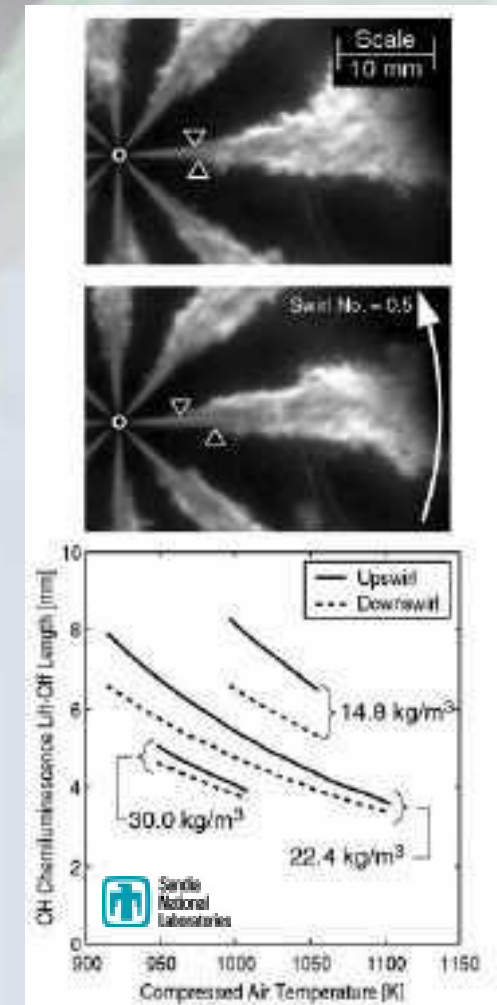 Scale
10 mm
Swirl No. = 0.5
10
8
6
4
2
0
OH Chemiluminescence Lift-Off Length [mm]
Upswirl
Downswirl
14.8 kg/m³
30.0 kg/m³
22.4 kg/m³
Sandia
National
Laboratories
900 950 1000 1050 1100 1150
Compressed Air Temperature [K]